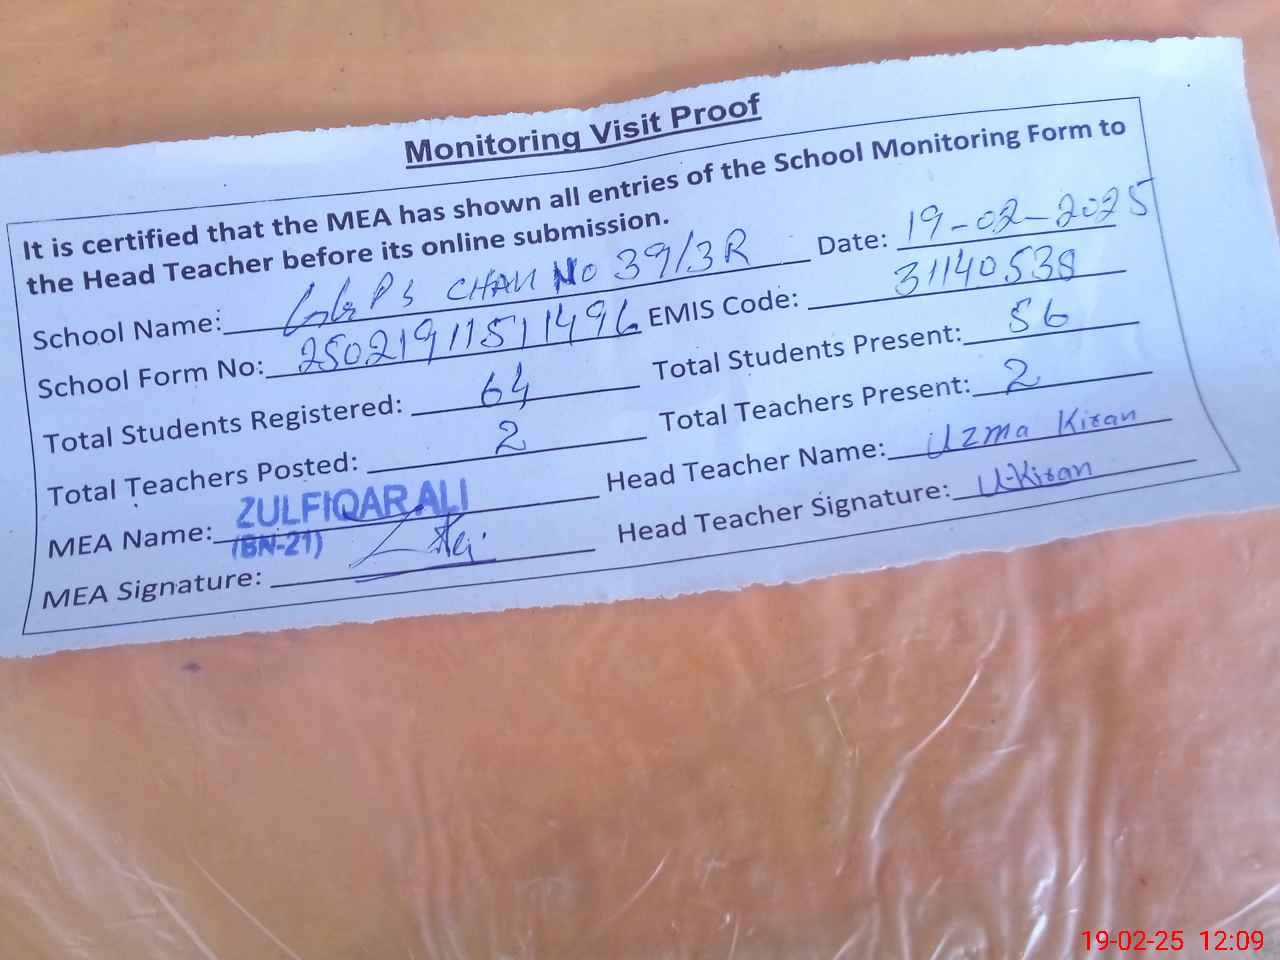 Monitoring Visit Proof
It is certified that the MEA has shown all entries of the School Monitoring Form to
the Head Teacher before its online submission.
School Name: GGPS CHAK No 39/3R Date: 19-02-2025
School Form No: 25021911511496 EMIS Code: 31140538
Total Students Registered: 64 Total Students Present: 56
Total Teachers Posted: 2 Total Teachers Present: 2
MEA Name: ZULFIQAR ALI Head Teacher Name: Uzma Kiran
(BN-21)
MEA Signature: Head Teacher Signature: U.Kiran
19-02-25 12:09